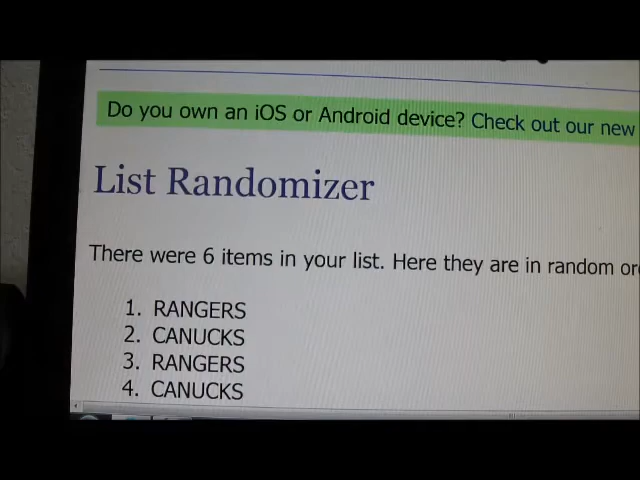 Do you own an iOS or Android device? Check out our new
List Randomizer
There were 6 items in your list. Here they are in random
1. RANGERS
2. CANUCKS
3. RANGERS
4. CANUCKS